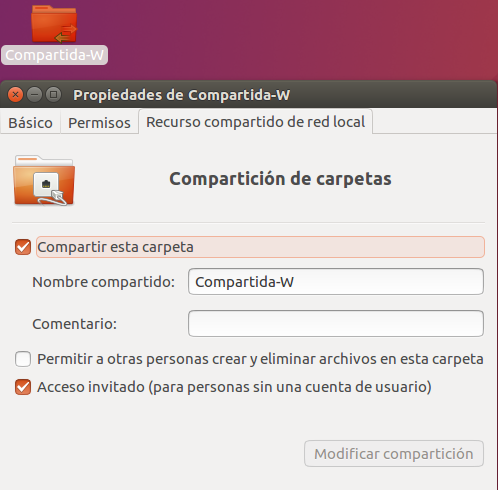 Compartida-W
Propiedades de Compartida-W
Básico Permisos Recurso compartido de red local
Compartición de carpetas
Compartir esta carpeta
Nombre compartido: Compartida-W
Comentario:
Permitir a otras personas crear y eliminar archivos en esta carpeta
Acceso invitado (para personas sin una cuenta de usuario)
Modificar compartición